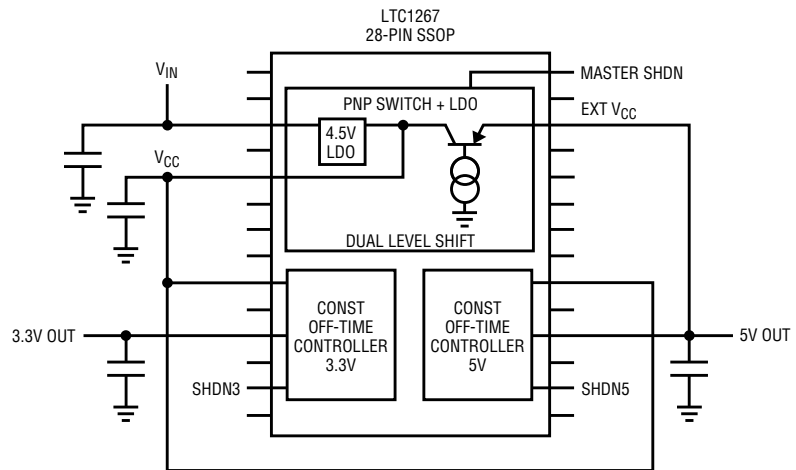 LTC1267
28-PIN SSOP
VIN
MASTER SHDN
PNP SWITCH + LDO
EXT VCC
4.5V
LDO
VCC
DUAL LEVEL SHIFT
CONST
OFF-TIME
CONTROLLER
3.3V
CONST
OFF-TIME
CONTROLLER
5V
3.3V OUT
5V OUT
SHDN3
SHDN5